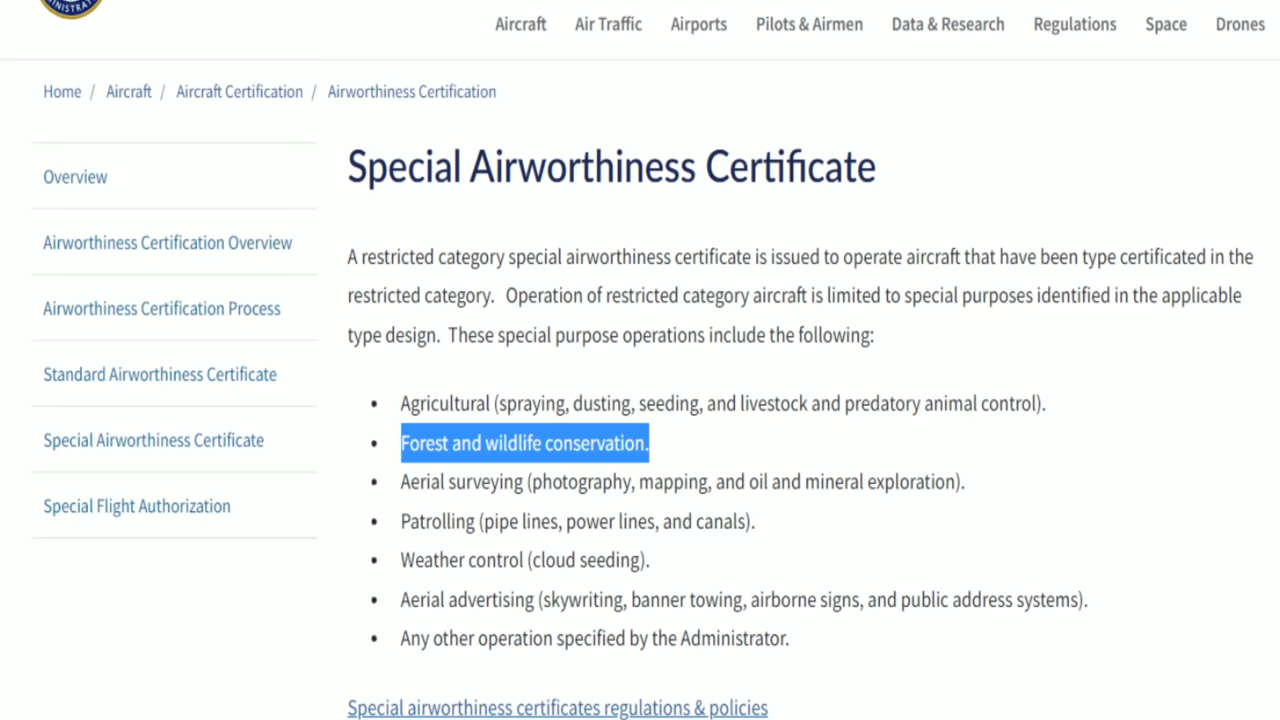 MINISTRAT
Aircraft Air Traffic Airports Pilots & Airmen Data & Research Regulations Space Drones
Home / Aircraft / Aircraft Certification / Airworthiness Certification
Overview
Airworthiness Certification Overview
Airworthiness Certification Process
Standard Airworthiness Certificate
Special Airworthiness Certificate
Special Flight Authorization
Special Airworthiness Certificate
A restricted category special airworthiness certificate is issued to operate aircraft that have been type certificated in the
restricted category. Operation of restricted category aircraft is limited to special purposes identified in the applicable
type design. These special purpose operations include the following:
• Agricultural (spraying, dusting, seeding, and livestock and predatory animal control).
• Forest and wildlife conservation.
• Aerial surveying (photography, mapping, and oil and mineral exploration).
• Patrolling (pipe lines, power lines, and canals).
• Weather control (cloud seeding).
• Aerial advertising (skywriting, banner towing, airborne signs, and public address systems).
• Any other operation specified by the Administrator.
Special airworthiness certificates regulations & policies